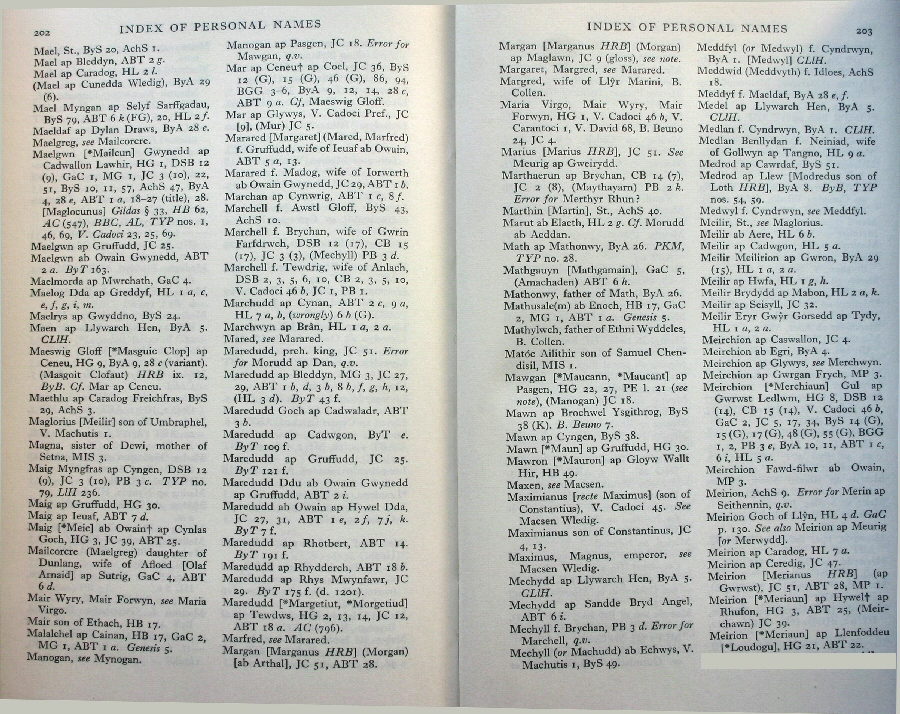 202
INDEX OF PERSONAL NAMES
Mael, St., ByS 20, AchS 1.
Mael ap Bleddyn, ABT 2 g.
Mael ap Caradog, HL 2 l.
(Mael ap Cunedda Wledig), ByA 29
(6).
Mael Myngan ap Selyf Sarffgadau,
ByS 79, ABT 6 k (FG), 20, HL 2 f.
Maeldaf ap Dylan Draws, ByA 28 e.
Maelgreg, see Mailcorcre.
Maelgwn [*Mailcun] Gwynedd ap
Cadwallon Lawhir, HG 1, DSB 12
(9), GaC 1, MG 1, JC 3 (10), 22,
51, ByS 10, 11, 57, AchS 47, ByA
4, 28 e, ABT 1 a, 18–27 (title), 28.
[Maglocunus] Gildas § 33, HB 62,
AC (547), BBC, AL, TYP nos. 1,
46, 69, V. Cadoci 23, 25, 69.
Maelgwn ap Gruffudd, JC 25.
Maelgwn ab Owain Gwynedd, ABT
2 a. ByT 163.
Maelmorda ap Mwrchath, GaC 4.
Maelog Dda ap Greddyf, HL 1 a, c,
e, f, g, i, m.
Maelrys ap Gwyddno, ByS 24.
Maen ap Llywarch Hen, ByA 5.
CLlH.
Maeswig Gloff [*Masguic Clop] ap
Ceneu, HG 9, ByA 9, 28 c (variant).
(Masgoit Clofaut) HRB ix. 12,
ByB. Cf. Mar ap Ceneu.
Maethlu ap Caradog Freichfras, ByS
29, AchS 3.
Maglorius [Meilir] son of Umbraphel,
V. Machutis 1.
Magna, sister of Dewi, mother of
Setna, MIS 3.
Maig Myngfras ap Cyngen, DSB 12
(9), JC 3 (10), PB 3 c. TYP no.
79, LlH 236.
Maig ap Gruffudd, HG 30.
Maig ap Ieuaf, ABT 7 d.
Maig [*Meic] ab Owain† ap Cynlas
Goch, HG 3, JC 39, ABT 25.
Mailcorcre (Maelgreg) daughter of
Dunlang, wife of Afloed [Olaf
Arnaid] ap Sutrig, GaC 4, ABT
6 d.
Mair Wyry, Mair Forwyn, see Maria
Virgo.
Mair son of Ethach, HB 17.
Malalchel ap Cainan, HB 17, GaC 2,
MG 1, ABT 1 a. Genesis 5.
Manogan, see Mynogan.
Manogan ap Pasgen, JC 18. Error for
Mawgan, q.v.
Mar ap Ceneu† ap Coel, JC 36, ByS
12 (G), 15 (G), 46 (G), 86, 94,
BGG 3–6, ByA 9, 12, 14, 28 c,
ABT 9 a. Cf, Maeswig Gloff.
Mar ap Glywys, V. Cadoci Pref., JC
[9], (Mur) JC 5.
Marared [Margaret] (Mared, Marfred)
f. Gruffudd, wife of Ieuaf ab Owain,
ABT 5 a, 13.
Marared f. Madog, wife of Iorwerth
ab Owain Gwynedd, JC 29, ABT 1 b.
Marchan ap Cynwrig, ABT 1 e, 8 f.
Marchell f. Awstl Gloff, ByS 43,
AchS 10.
Marchell f. Brychan, wife of Gwrin
Farfdrwch, DSB 12 (17), CB 15
(17), JC 3 (3), (Mechyll) PB 3 d.
Marchell f. Tewdrig, wife of Anlach,
DSB 2, 3, 5, 6, 10, CB 2, 3, 5, 10,
V. Cadoci 46 b, JC 1, PB 1.
Marchudd ap Cynan, ABT 2 e, 9 a,
HL 7 a, b, (wrongly) 6 b (G).
Marchwyn ap Brân, HL 1 a, 2 a.
Mared, see Marared.
Maredudd, preh. king, JC 51. Error
for Morudd ap Dan, q.v.
Maredudd ap Bleddyn, MG 3, JC 27,
29, ABT 1 b, d, 3 b, 8 b, f, g, h, 12,
(HL 3 d). ByT 43 f.
Maredudd Goch ap Cadwaladr, ABT
3 b.
Maredudd ap Cadwgon, ByT e.
ByT 109 f.
Maredudd ap Gruffudd, JC 25.
ByT 121 f.
Maredudd Ddu ab Owain Gwynedd
ap Gruffudd, ABT 2 i.
Maredudd ab Owain ap Hywel Dda,
JC 27, 31, ABT 1 e, 2 f, 7 j, k.
ByT 7 f.
Maredudd ap Rhotbert, ABT 14.
ByT 191 f.
Maredudd ap Rhydderch, ABT 18 b.
Maredudd ap Rhys Mwynfawr, JC
29. ByT 175 f. (d. 1201).
Maredudd [*Margetiut, *Morgetiud]
ap Tewdws, HG 2, 13, 14, JC 12,
ABT 18 a. AC (796).
Marfred, see Marared.
Margan [Marganus HRB] (Morgan)
[ab Arthal], JC 51, ABT 28.
INDEX OF PERSONAL NAMES
203
Margan [Marganus HRB] (Morgan)
ap Maglawn, JC 9 (gloss), see note.
Margaret, Margred, see Marared.
Margred, wife of Llŷr Marini, B.
Collen.
Maria Virgo, Mair Wyry, Mair
Forwyn, HG 1, V. Cadoci 46 b, V.
Carantoci 1, V. David 68, B. Beuno
24, JC 4.
Marius [Marius HRB], JC 51. See
Meurig ap Gweirydd.
Marthaerun ap Brychan, CB 14 (7),
JC 2 (8), (Maythayarn) PB 2 k.
Error for Merthyr Rhun?
Marthin [Martin], St., AchS 40.
Marut ab Elaeth, HL 2 g. Cf. Morudd
ab Aeddan.
Math ap Mathonwy, ByA 26. PKM,
TYP no. 28.
Mathgauyn [Mathgamain], GaC 5,
(Amachaden) ABT 6 h.
Mathonwy, father of Math, ByA 26.
Mathusale(m) ab Enoch, HB 17, GaC
2, MG 1, ABT 1 a. Genesis 5.
Mathylwch, father of Ethni Wyddeles,
B. Collen.
Matóc Ailithir son of Samuel Chen-
disil, MIS 1.
Mawgan [*Maucann, *Maucant] ap
Pasgen, HG 22, 27, PE l. 21 (see
note), (Manogan) JC 18.
Mawn ap Brochwel Ysgithrog, ByS
38 (K). B. Beuno 7.
Mawn ap Cyngen, ByS 38.
Mawn [*Maun] ap Gruffudd, HG 30.
Mawron [*Mauron] ap Gloyw Wallt
Hir, HB 49.
Maxen, see Macsen.
Maximianus [recte Maximus] (son of
Constantius), V. Cadoci 45. See
Macsen Wledig.
Maximianus son of Constantinus, JC
4, 13.
Maximus, Magnus, emperor, see
Macsen Wledig.
Mechydd ap Llywarch Hen, ByA 5.
CLlH.
Mechydd ap Sandde Bryd Angel,
ABT 6 i.
Mechyll f. Brychan, PB 3 d. Error for
Marchell, q.v.
Mechyll (or Machudd) ab Echwys, V.
Machutis 1, ByS 49.
Meddfyl (or Medwyl) f. Cyndrwyn,
ByA 1. [Medwyl] CLlH.
Meddwid (Meddvyth) f. Idloes, AchS
18.
Meddyf f. Maeldaf, ByA 28 e, f.
Medel ap Llywarch Hen, ByA 5.
CLlH.
Medlan f. Cyndrwyn, ByA 1. CLlH.
Medlan Benllydan f. Neiniad, wife
of Gollwyn ap Tangno, HL 9 a.
Medrod ap Cawrdaf, ByS 51.
Medrod ap Llew [Modredus son of
Loth HRB], ByA 8. ByB, TYP
nos. 54, 59.
Medwyl f. Cyndrwyn, see Meddfyl.
Meilir, St., see Maglorius.
Meilir ab Aere, HL 6 b.
Meilir ap Cadwgon, HL 5 a.
Meilir Meilirion ap Gwron, ByA 29
(15), HL 1 a, 2 a.
Meilir ap Hwfa, HL 1 g, h.
Meilir Brydydd ap Mabon, HL 2 a, k.
Meilir ap Seisyll, JC 32.
Meilir Eryr Gwŷr Gorsedd ap Tydy,
HL 1 a, 2 a.
Meirchion ap Caswallon, JC 4.
Meirchion ab Egri, ByA 4.
Meirchion ap Glywys, see Merchwyn.
Meirchion ap Gwrgan Frych, MP 3.
Meirchion [*Merchiaun] Gul ap
Gwrwst Ledlwm, HG 8, DSB 12
(14), CB 15 (14), V. Cadoci 46 b,
GaC 2, JC 5, 17, 34, ByS 14 (G),
15 (G), 17 (G), 48 (G), 55 (G), BGG
1, 2, PB 3 e, ByA 10, 11, ABT 1 c,
6 i, HL 5 a.
Meirchion Fawd-filwr ab Owain,
MP 3.
Meirion, AchS 9. Error for Merin ap
Seithennin, q.v.
Meirion Goch of Llŷn, HL 4 d. GaC
p. 130. See also Meirion ap Meurig
[or Merwydd].
Meirion ap Caradog, HL 7 a.
Meirion ap Ceredig, JC 47.
Meirion [Merianus HRB] (ap
Gwrwst), JC 51, ABT 28, MP 1.
Meirion [*Meriaun] ap Hywel† ap
Rhufon, HG 3, ABT 25, (Meir-
chawn) JC 39.
Meirion [*Meriaun] ap Llenfoddeu
[*Loudogu], HG 21, ABT 22.